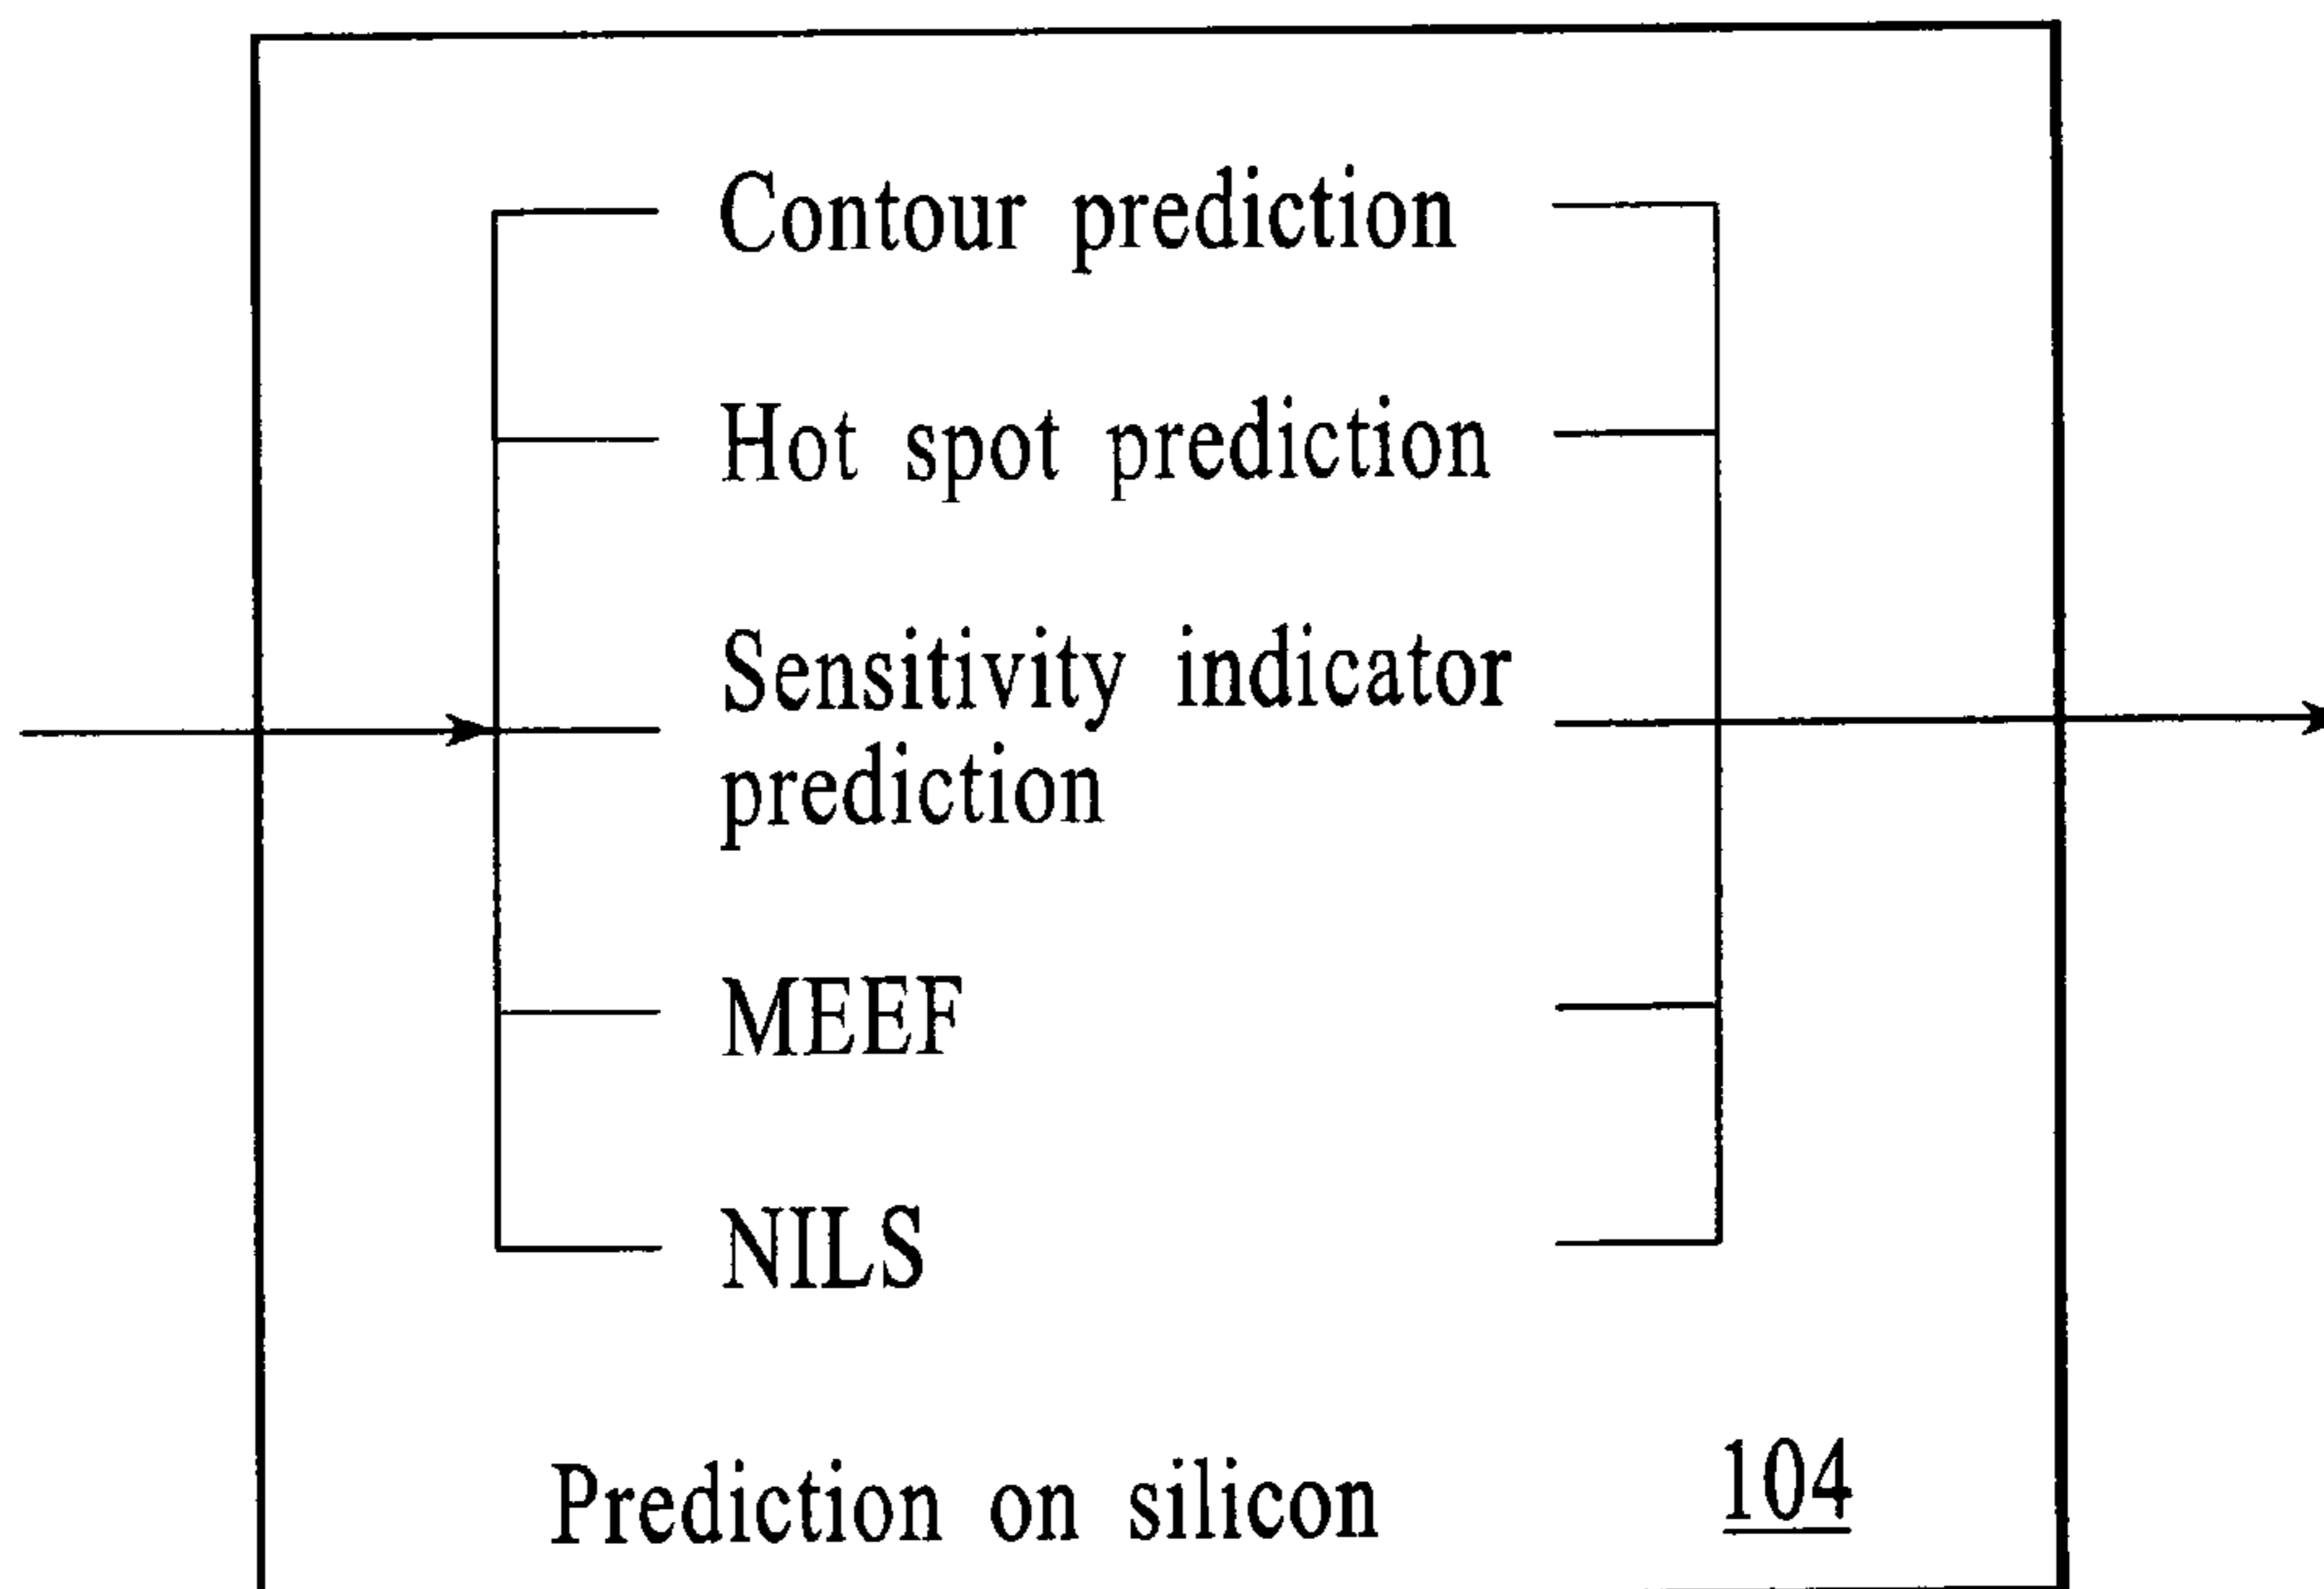 Contour prediction
Hot spot prediction
Sensitivity indicator
prediction
MEEF
NILS
Prediction on silicon
104